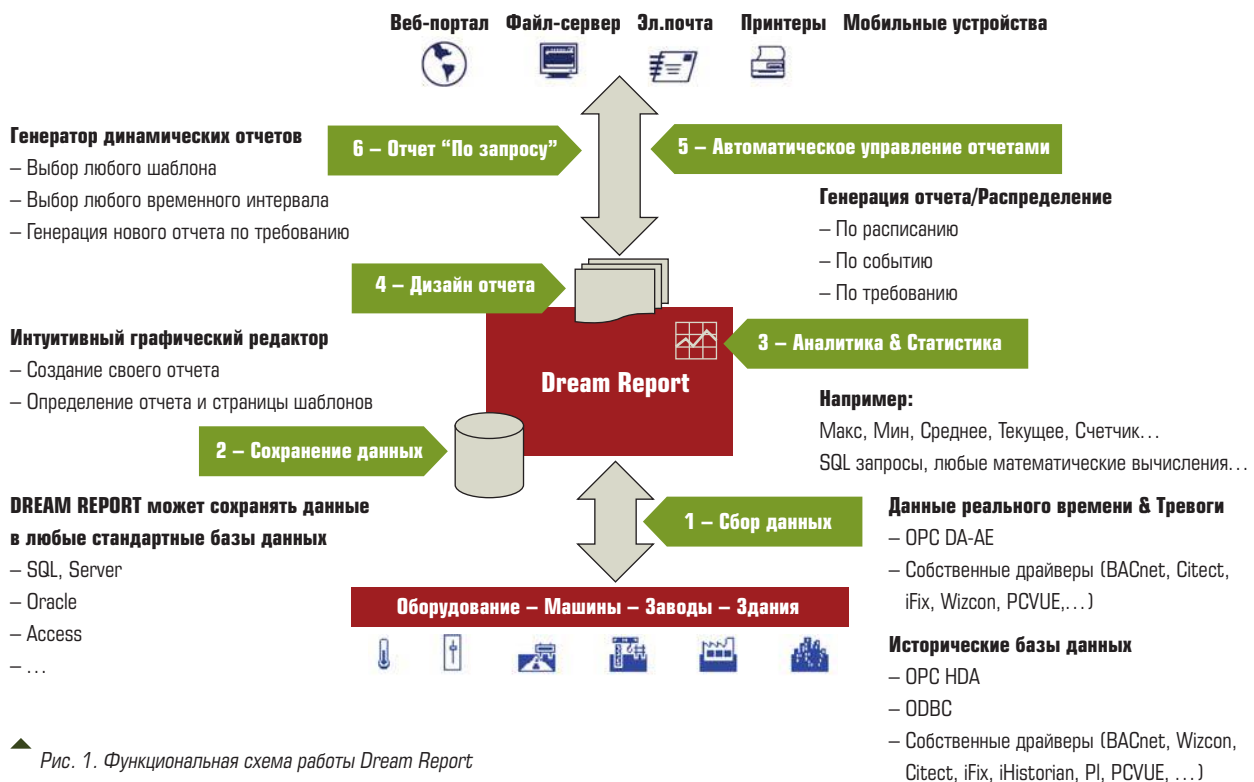 Веб-портал Файл-сервер Эл.почта Принтеры Мобильные устройства
Генератор динамических отчетов
– Выбор любого шаблона
– Выбор любого временного интервала
– Генерация нового отчета по требованию
6 – Отчет “По запросу”
5 – Автоматическое управление отчетами
Генерация отчета/Распределение
– По расписанию
– По событию
– По требованию
4 – Дизайн отчета
Интуитивный графический редактор
– Создание своего отчета
– Определение отчета и страницы шаблонов
3 – Аналитика & Статистика
Dream Report
Например:
Макс, Мин, Среднее, Текущее, Счетчик...
SQL запросы, любые математические вычисления...
2 – Сохранение данных
DREAM REPORT может сохранять данные
в любые стандартные базы данных
– SQL, Server
– Oracle
– Access
– ...
1 – Сбор данных
Данные реального времени & Тревоги
– OPC DA-AE
– Собственные драйверы (BACnet, Citect,
iFix, Wizcon, PCVUE,...)
Оборудование – Машины – Заводы – Здания
Исторические базы данных
– OPC HDA
– ODBC
– Собственные драйверы (BACnet, Wizcon,
Citect, iFix, iHistorian, PI, PCVUE, ...)
Рис. 1. Функциональная схема работы Dream Report